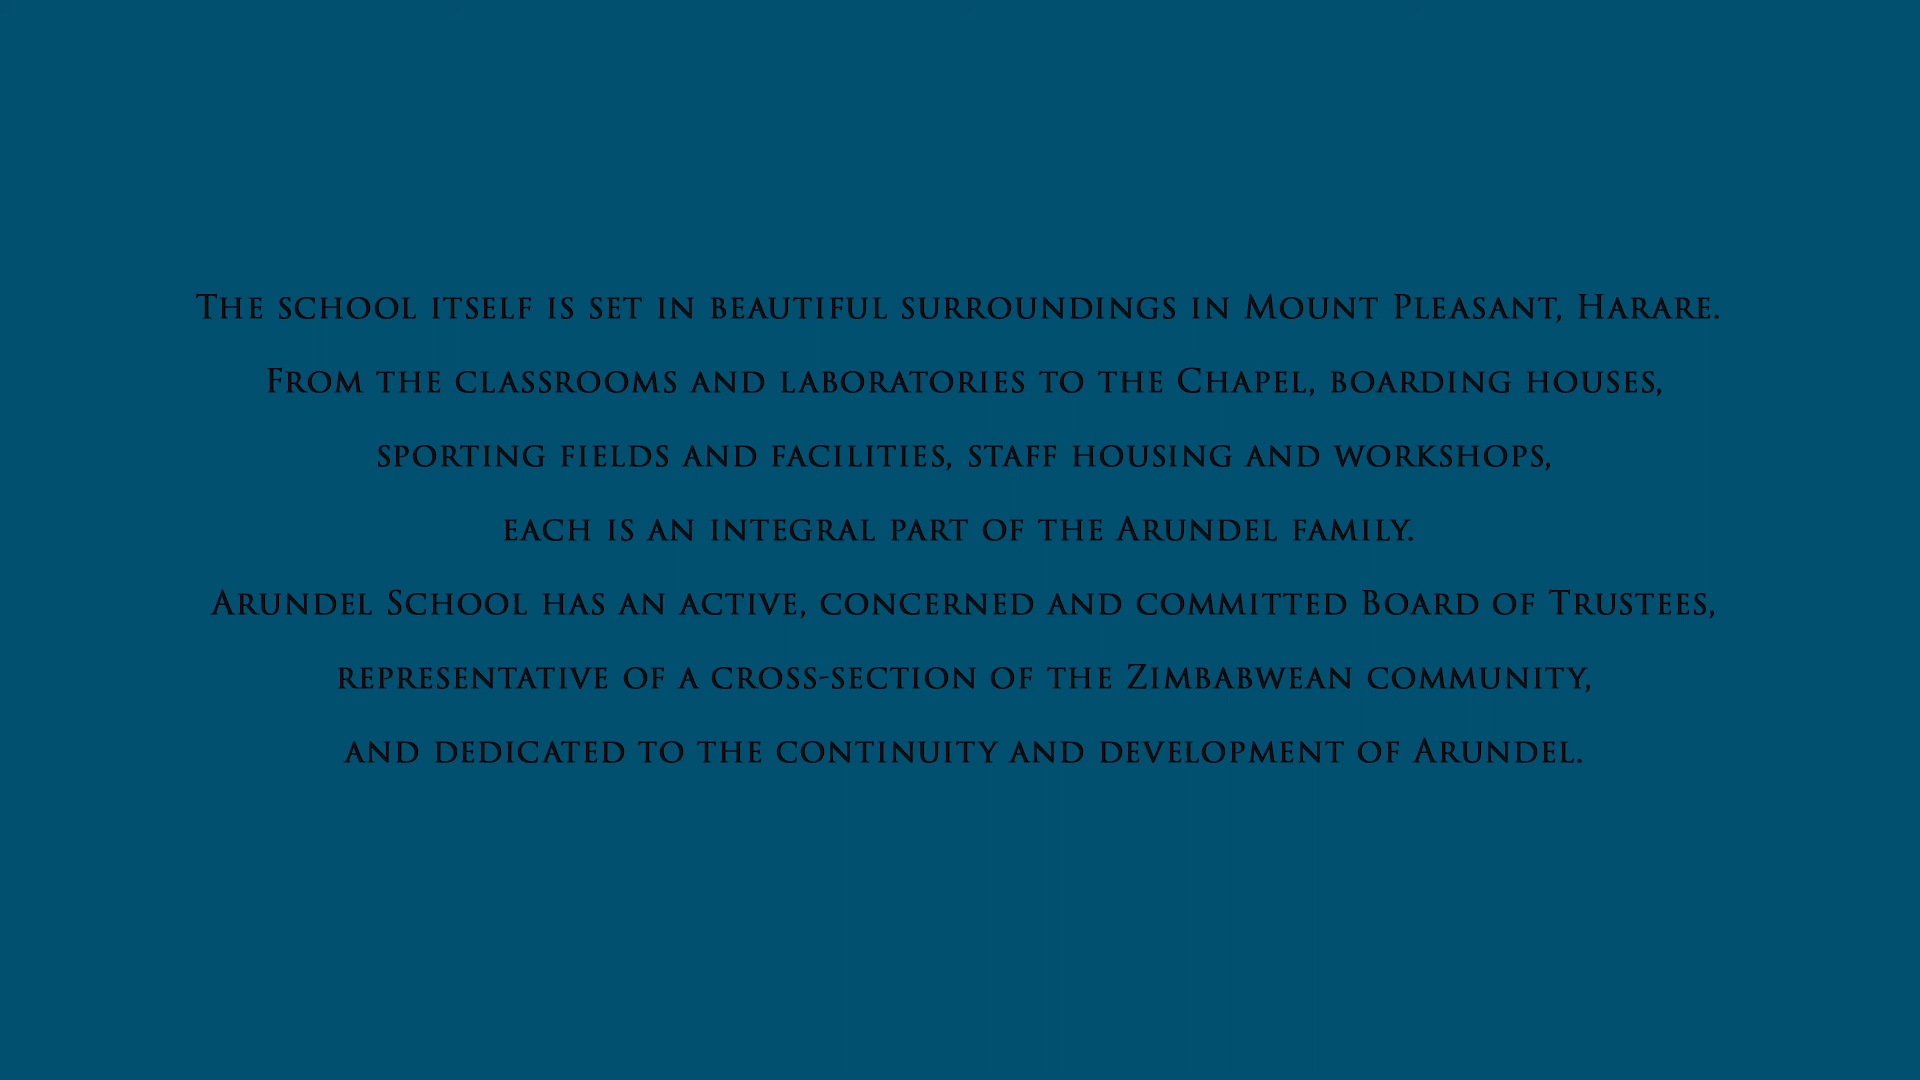 The school itself is set in beautiful surroundings in Mount Pleasant, Harare.
From the classrooms and laboratories to the Chapel, boarding houses,
sporting fields and facilities, staff housing and workshops,
each is an integral part of the Arundel family.
Arundel School has an active, concerned and committed Board of Trustees,
representative of a cross-section of the Zimbabwean community,
and dedicated to the continuity and development of Arundel.